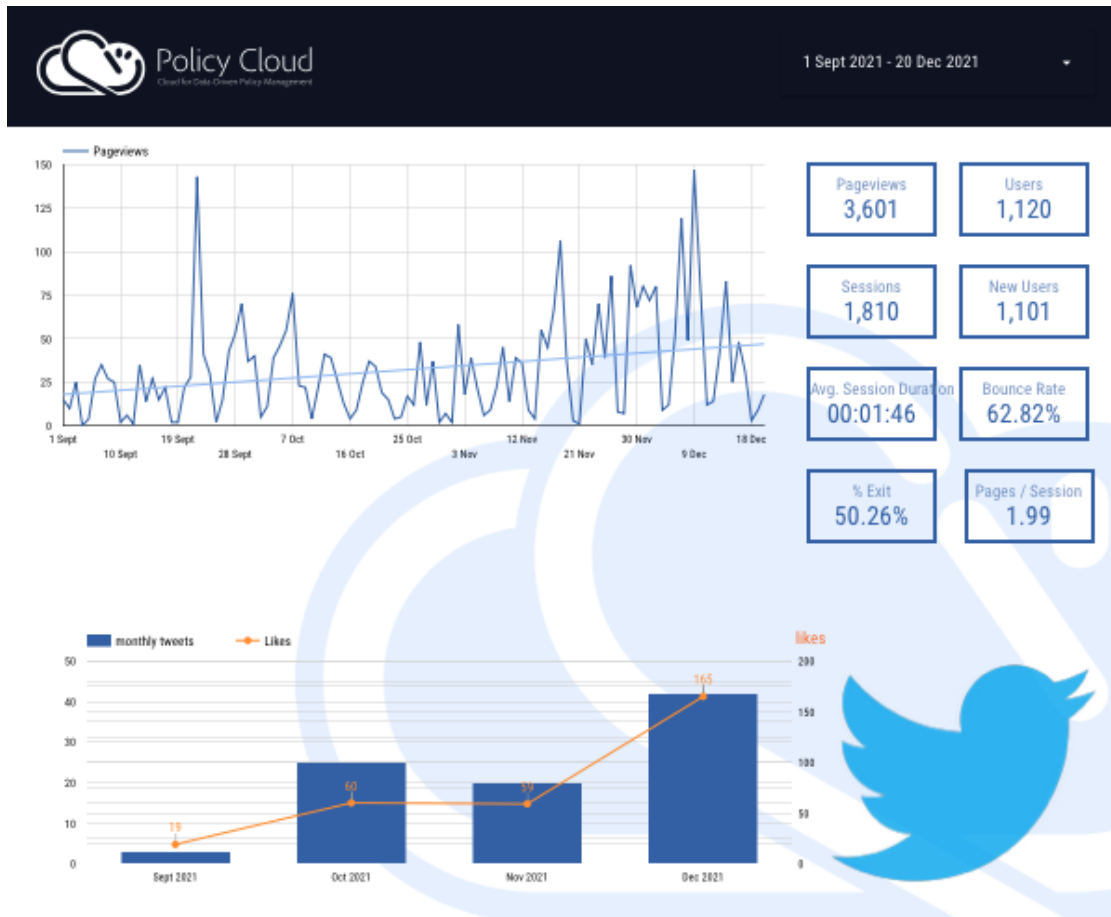 Policy Cloud
Cloud for Data-Driven Policy Management
1 Sept 2021 - 20 Dec 2021
Pageviews
150
125
100
75
50
25
0
1 Sept
10 Sept
19 Sept
28 Sept
7 Oct
16 Oct
25 Oct
3 Nov
12 Nov
21 Nov
30 Nov
9 Dec
18 Dec
Pageviews
3,601
Users
1,120
Sessions
1,810
New Users
1,101
Avg. Session Duration
00:01:46
Bounce Rate
62.82%
% Exit
50.26%
Pages / Session
1.99
monthly tweets
Likes
likes
50
40
30
20
10
0
200
150
100
50
0
19
60
59
165
Sept 2021
Oct 2021
Nov 2021
Dec 2021